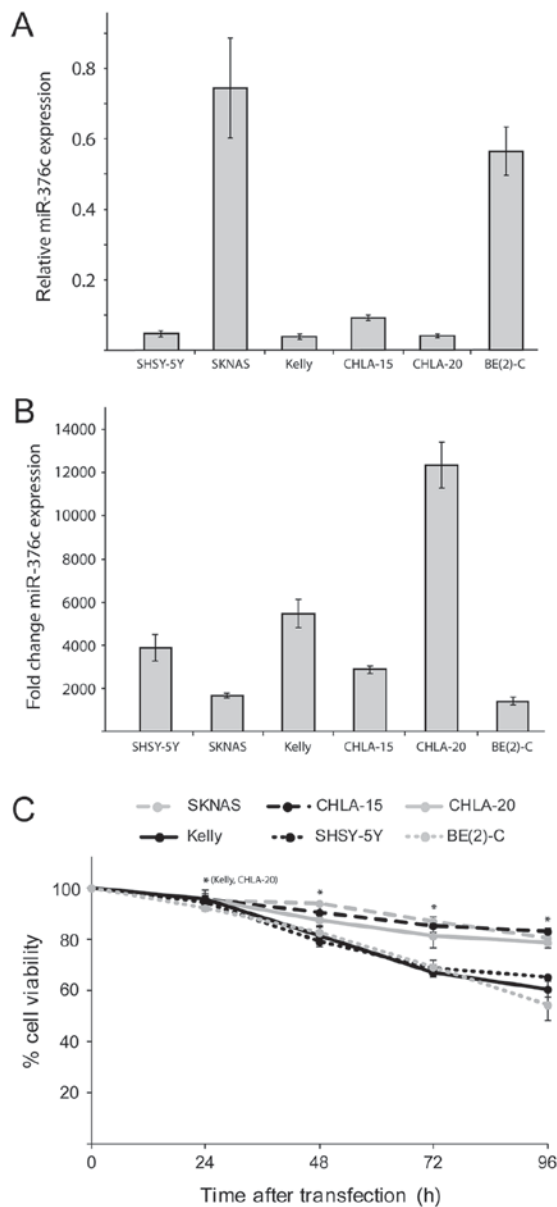 A
Relative miR-376c expression
0.8
0.6
0.4
0.2
SHSY-5Y SKNAS Kelly CHLA-15 CHLA-20 BE(2)-C
B
Fold change miR-376c expression
14000
12000
10000
8000
6000
4000
2000
SHSY-5Y SKNAS Kelly CHLA-15 CHLA-20 BE(2)-C
C
SKNAS CHLA-15 CHLA-20
Kelly SHSY-5Y BE(2)-C
% cell viability
120
100
80
60
40
20
* (Kelly, CHLA-20) * * *
0 24 48 72 96
Time after transfection (h)